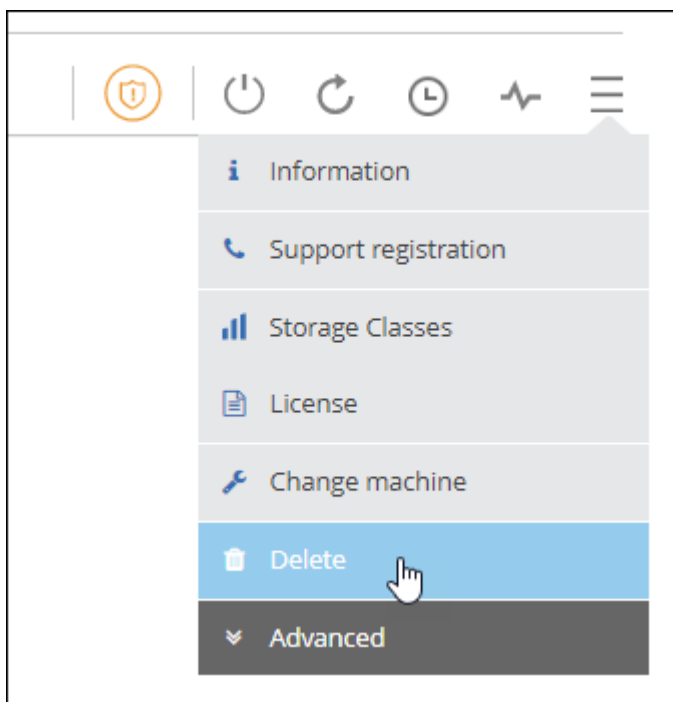 Information
Support registration
Storage Classes
License
Change machine
Delete
Advanced